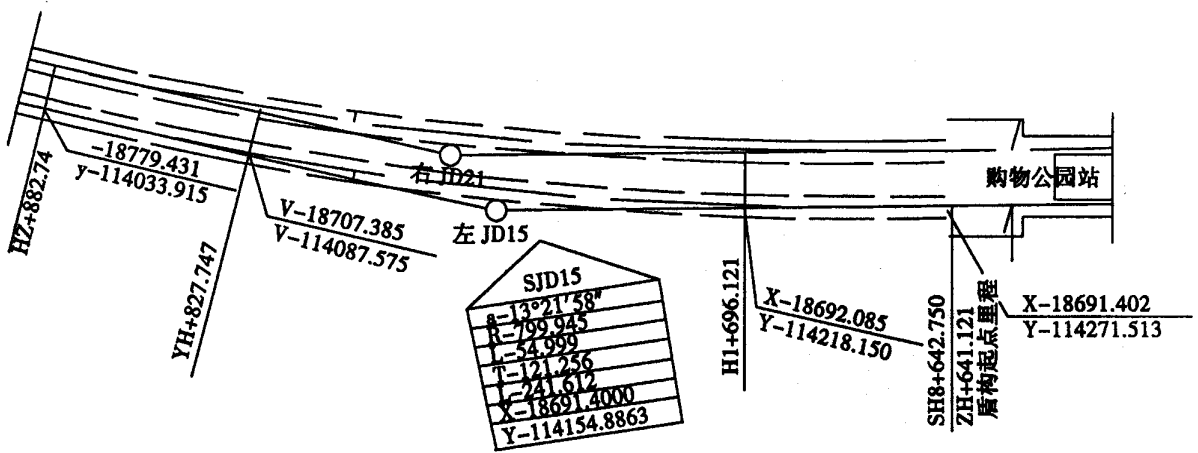 HZ+882.74
-18779.431
y-114033.915
YH+827.747
V-18707.385
V-114087.575
右 JD21
左 JD15
SJD15
a-13°21′58″
R-799.945
L-54.999
T-121.256
L-241.612
X-18691.4000
Y-114154.8863
H1+696.121
X-18692.085
Y-114218.150
购物公园站
SH8+642.750
ZH+641.121
盾构起点里程
X-18691.402
Y-114271.513